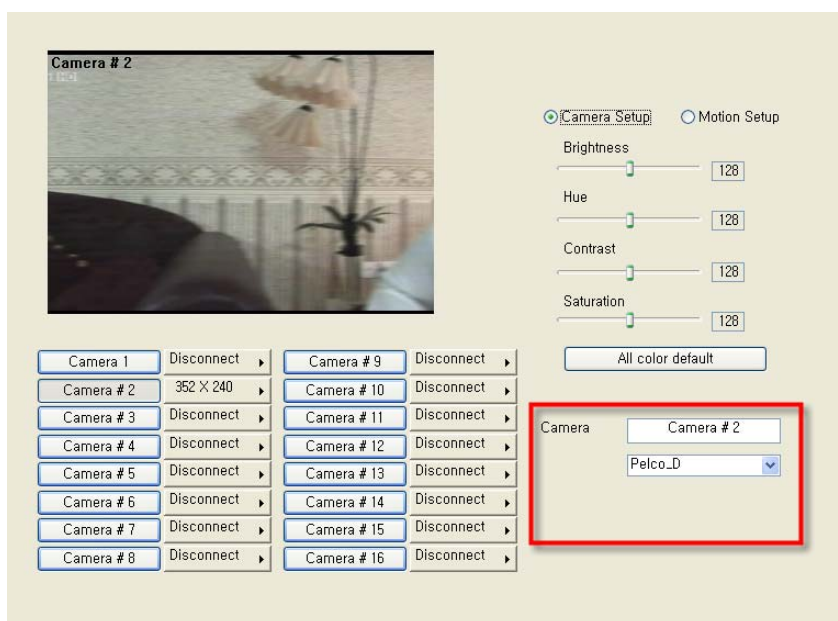 Camera # 2
Camera Setup Motion Setup
Brightness
128
Hue
128
Contrast
128
Saturation
128
All color default
Camera 1 Disconnect Camera # 9 Disconnect
Camera # 2 352 X 240 Camera # 10 Disconnect
Camera # 3 Disconnect Camera # 11 Disconnect
Camera # 4 Disconnect Camera # 12 Disconnect
Camera # 5 Disconnect Camera # 13 Disconnect
Camera # 6 Disconnect Camera # 14 Disconnect
Camera # 7 Disconnect Camera # 15 Disconnect
Camera # 8 Disconnect Camera # 16 Disconnect
Camera Camera # 2
Pelco_D